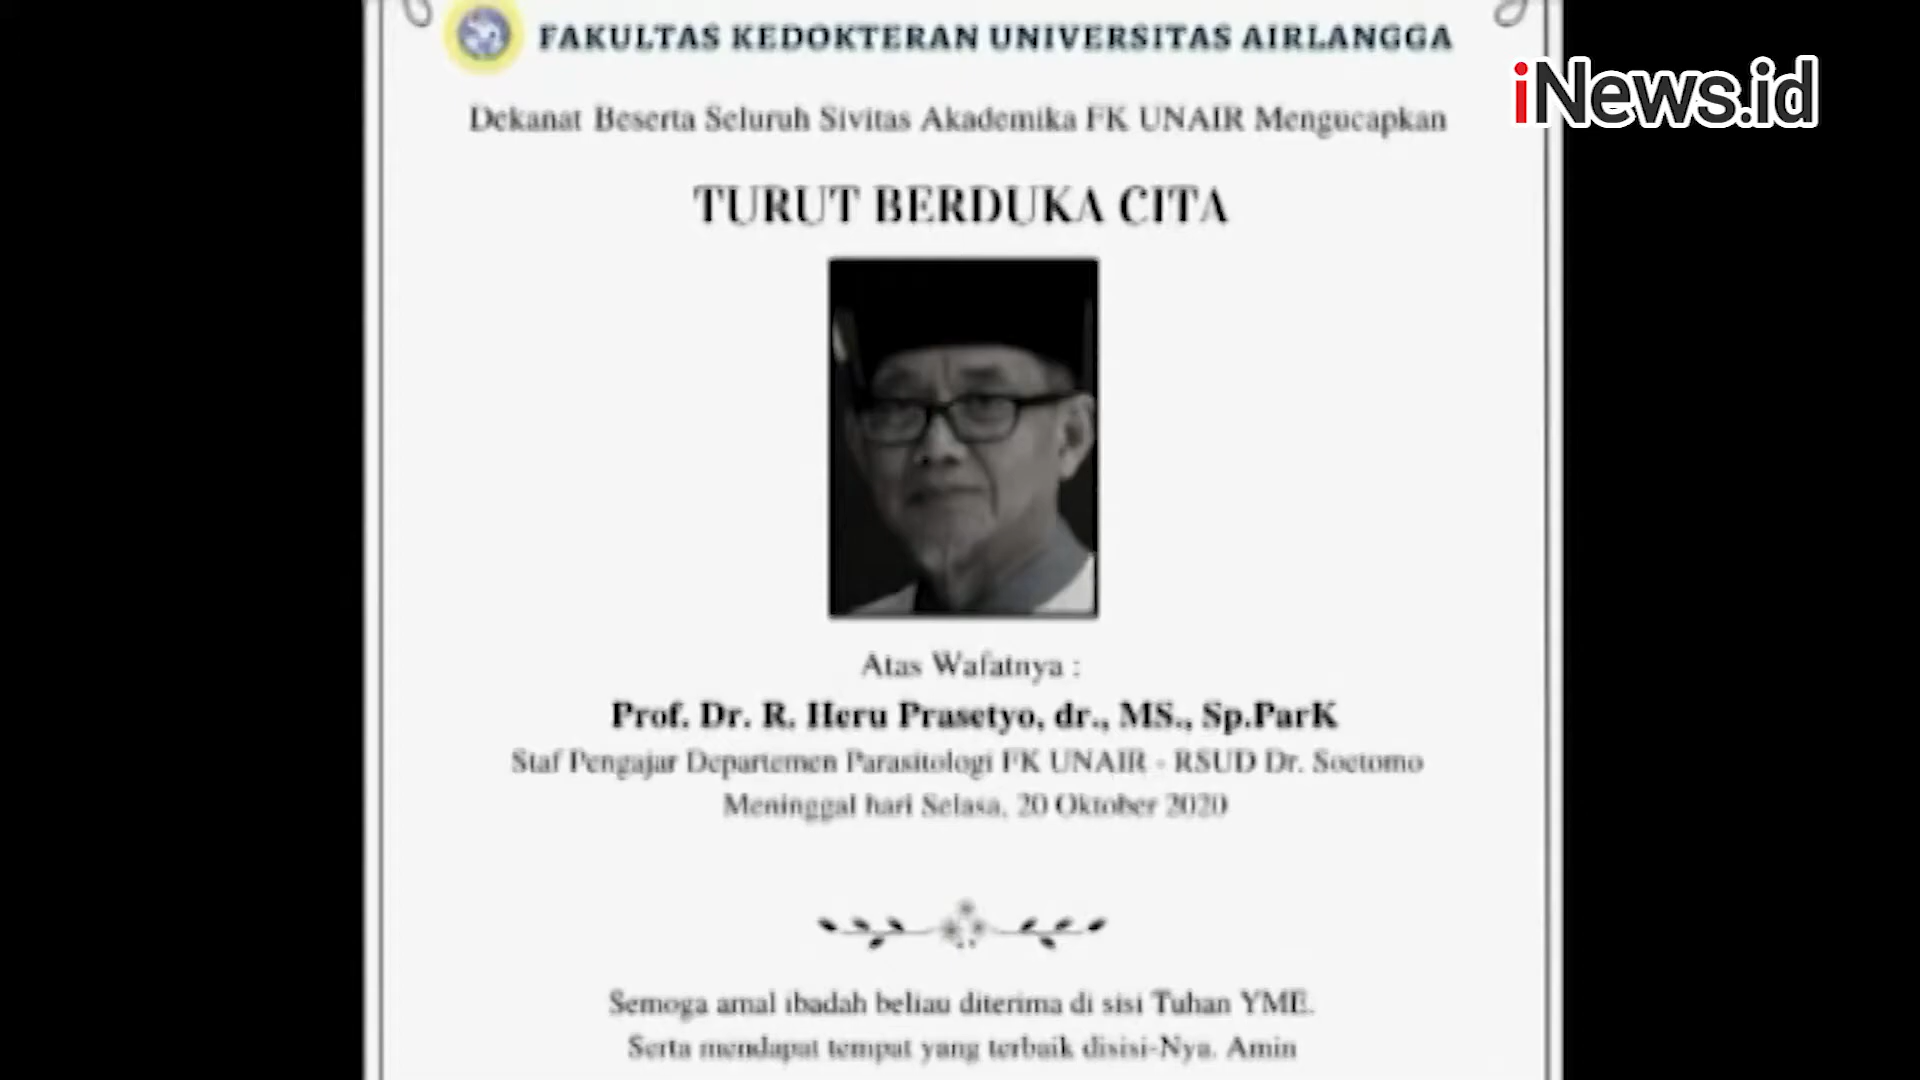 FAKULTAS KEDOKTERAN UNIVERSITAS AIRLANGGA
iNews.id
Dekanat Beserta Seluruh Sivitas Akademika FK UNAIR Mengucapkan
TURUT BERDUKA CITA
Atas Wafatnya :
Prof. Dr. R. Heru Prasetyo, dr., MS., Sp.ParK
Staf Pengajar Departemen Parasitologi FK UNAIR - RSUD Dr. Soetomo
Meninggal hari Selasa, 20 Oktober 2020
Semoga amal ibadah beliau diterima di sisi Tuhan YME.
Serta mendapat tempat yang terbaik disisi-Nya. Amin